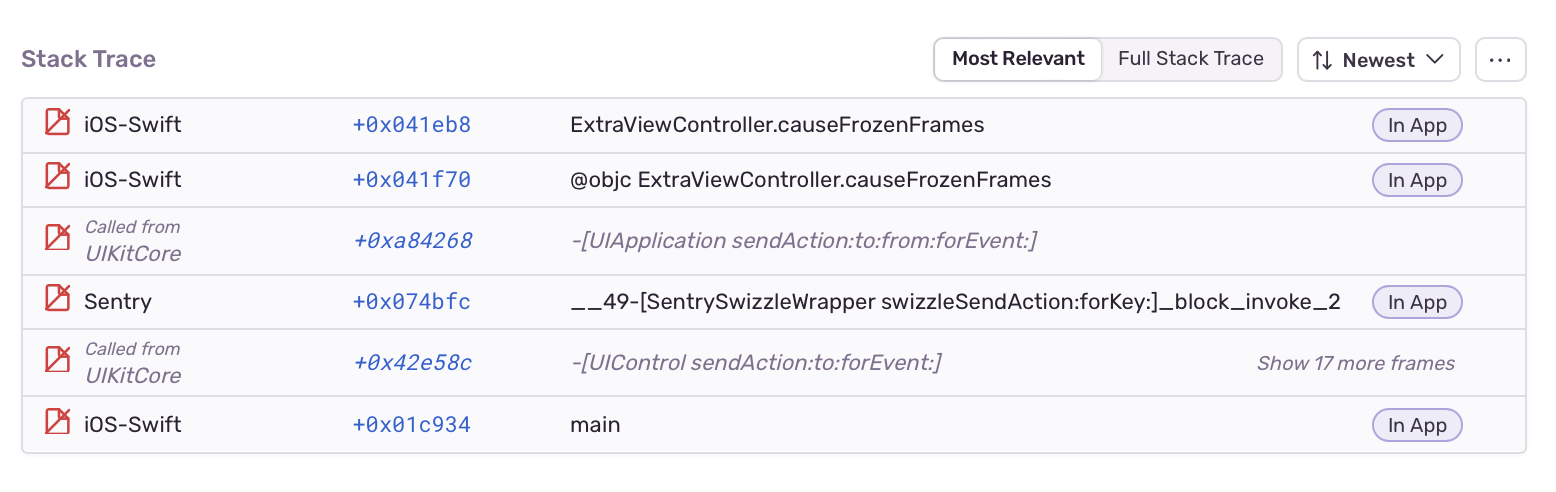 Stack Trace
Most Relevant
Full Stack Trace
Newest
...
iOS-Swift +0x041eb8 ExtraViewController.causeFrozenFrames In App
iOS-Swift +0x041f70 @objc ExtraViewController.causeFrozenFrames In App
Called from
UIKitCore +0xa84268 -[UIApplication sendAction:to:from:forEvent:]
Sentry +0x074bfc __49-[SentrySwizzleWrapper swizzleSendAction:forKey:]_block_invoke_2 In App
Called from
UIKitCore +0x42e58c -[UIControl sendAction:to:forEvent:] Show 17 more frames
iOS-Swift +0x01c934 main In App